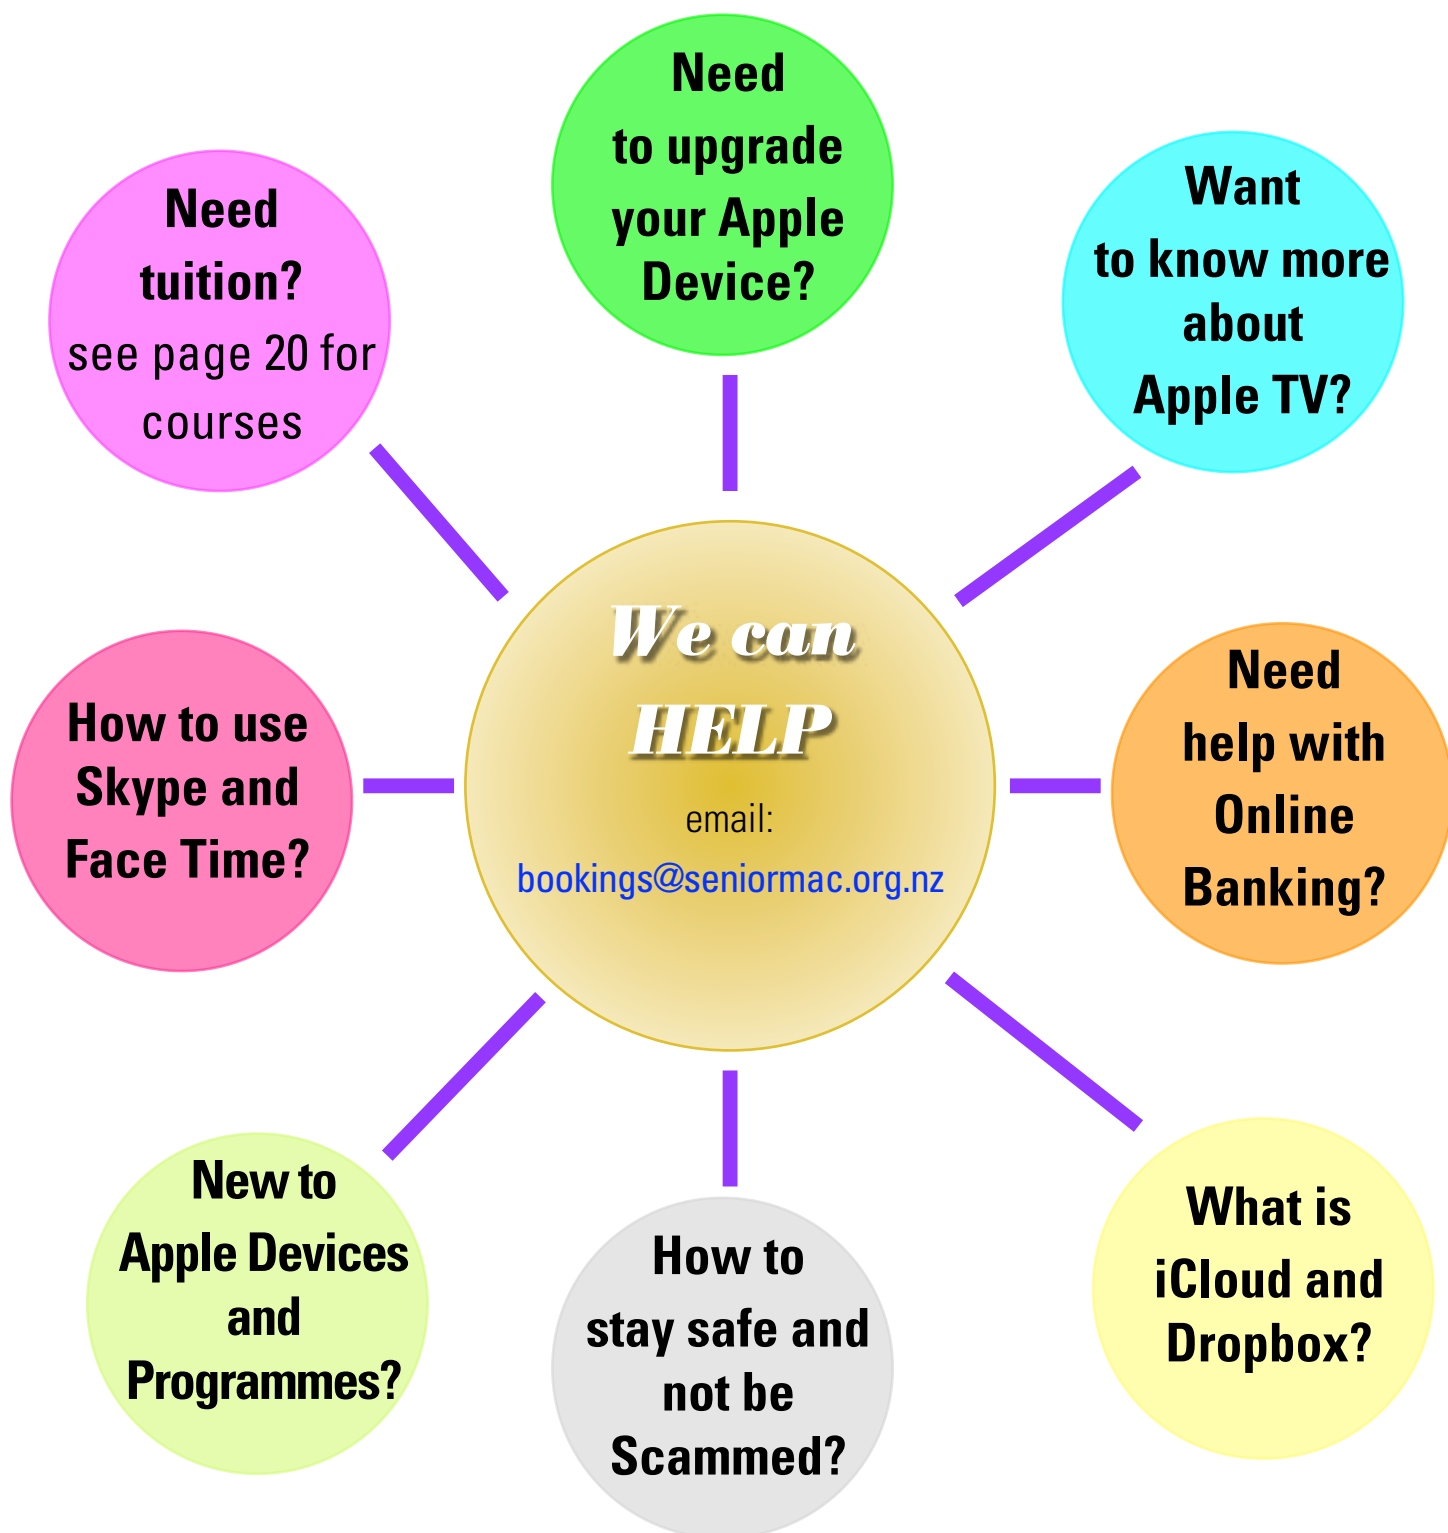 Need
to upgrade
your Apple
Device?
Need
tuition?
see page 20 for
courses
Want
to know more
about
Apple TV?
We can
HELP
email:
bookings@seniormac.org.nz
How to use
Skype and
Face Time?
Need
help with
Online
Banking?
New to
Apple Devices
and
Programmes?
How to
stay safe and
not be
Scammed?
What is
iCloud and
Dropbox?